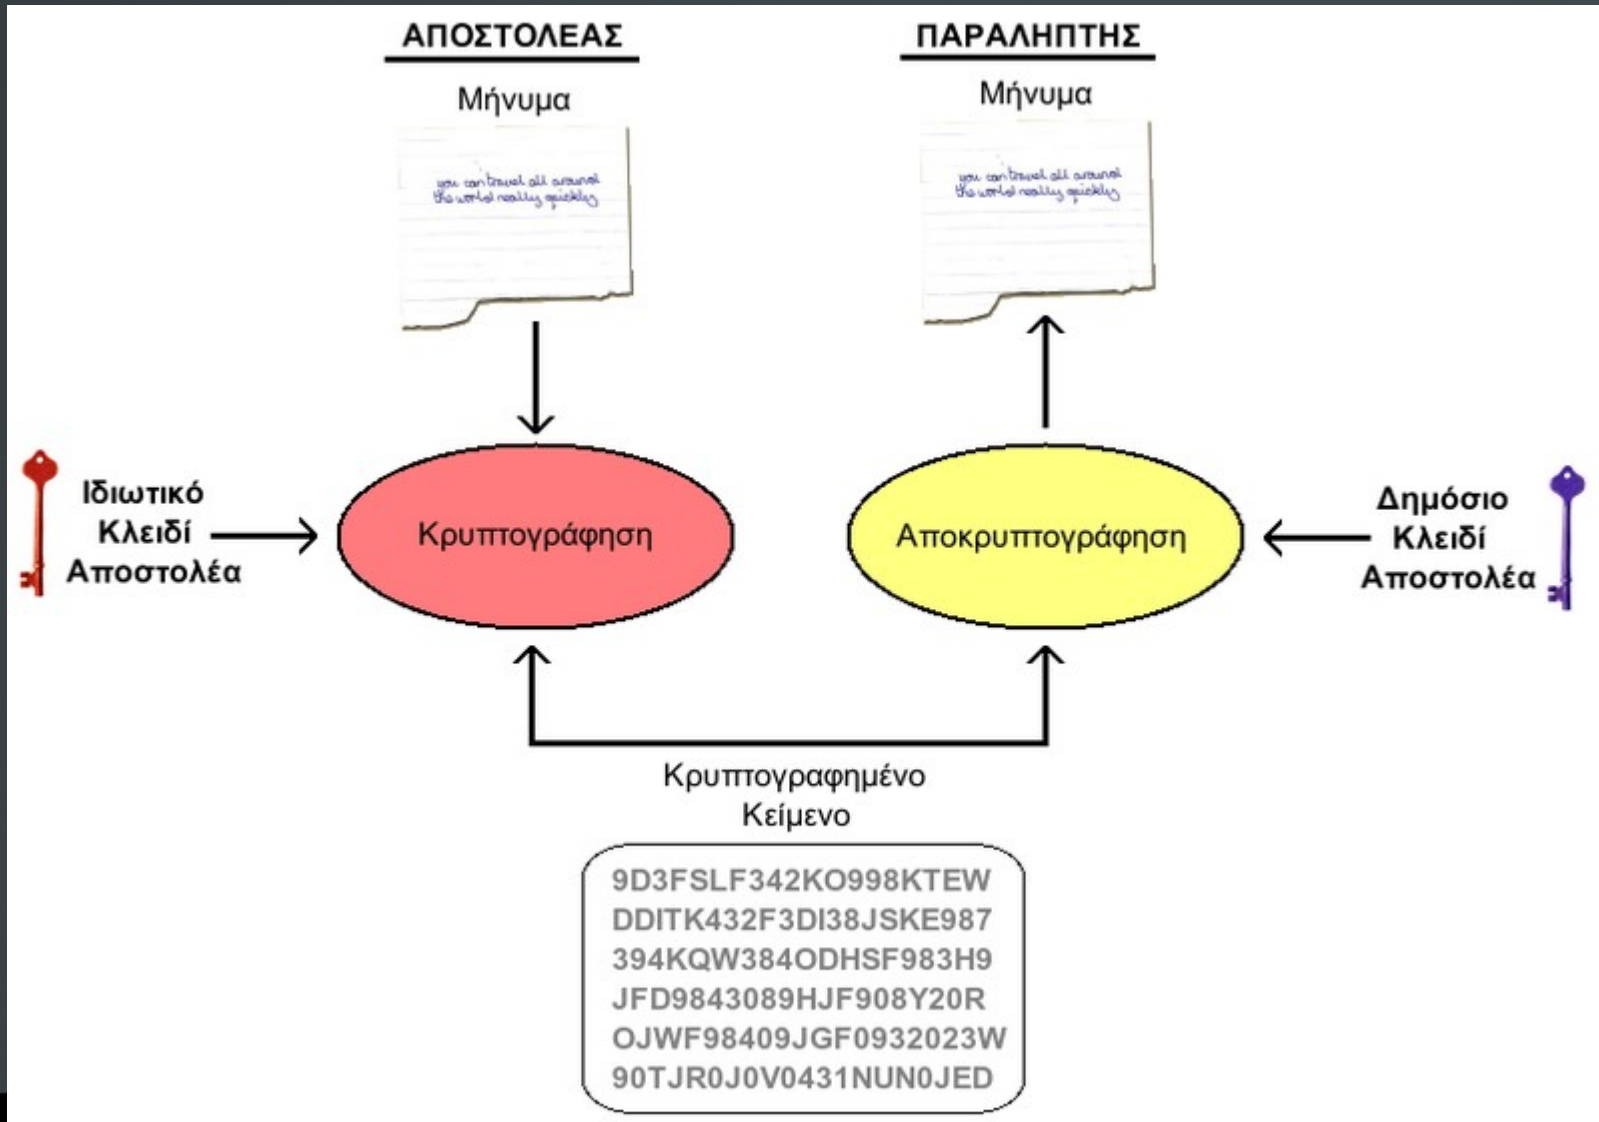 ΑΠΟΣΤΟΛΕΑΣ
Μήνυμα
you can travel all around
the world really quickly
ΠΑΡΑΛΗΠΤΗΣ
Μήνυμα
you can travel all around
the world really quickly
Ιδιωτικό
Κλειδί
Αποστολέα
Κρυπτογράφηση
Αποκρυπτογράφηση
Δημόσιο
Κλειδί
Αποστολέα
Κρυπτογραφημένο
Κείμενο
9D3FSLF342KO998KTEW
DDITK432F3DI38JSKE987
394KQW384ODHSF983H9
JFD9843089HJF908Y20R
OJWF98409JGF0932023W
90TJR0J0V0431NUN0JED